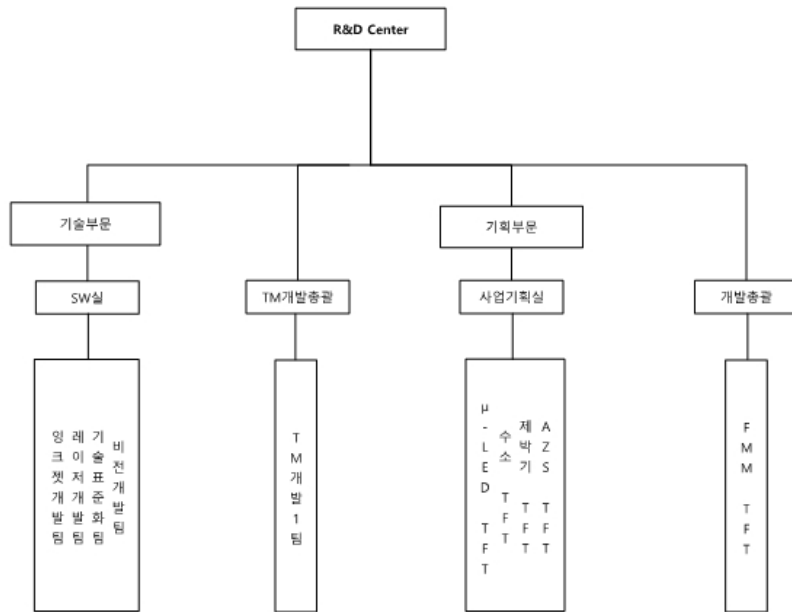 R&D Center
기술부문
기획부문
SW실
TM개발총괄
사업기획실
개발총괄
잉크젯개발팀
레이저개발팀
기술표준화팀
비전개발팀
TM개발1팀
μ-LED TFT
수소 TFT
제박기 TFT
AZS TFT
FMM TFT